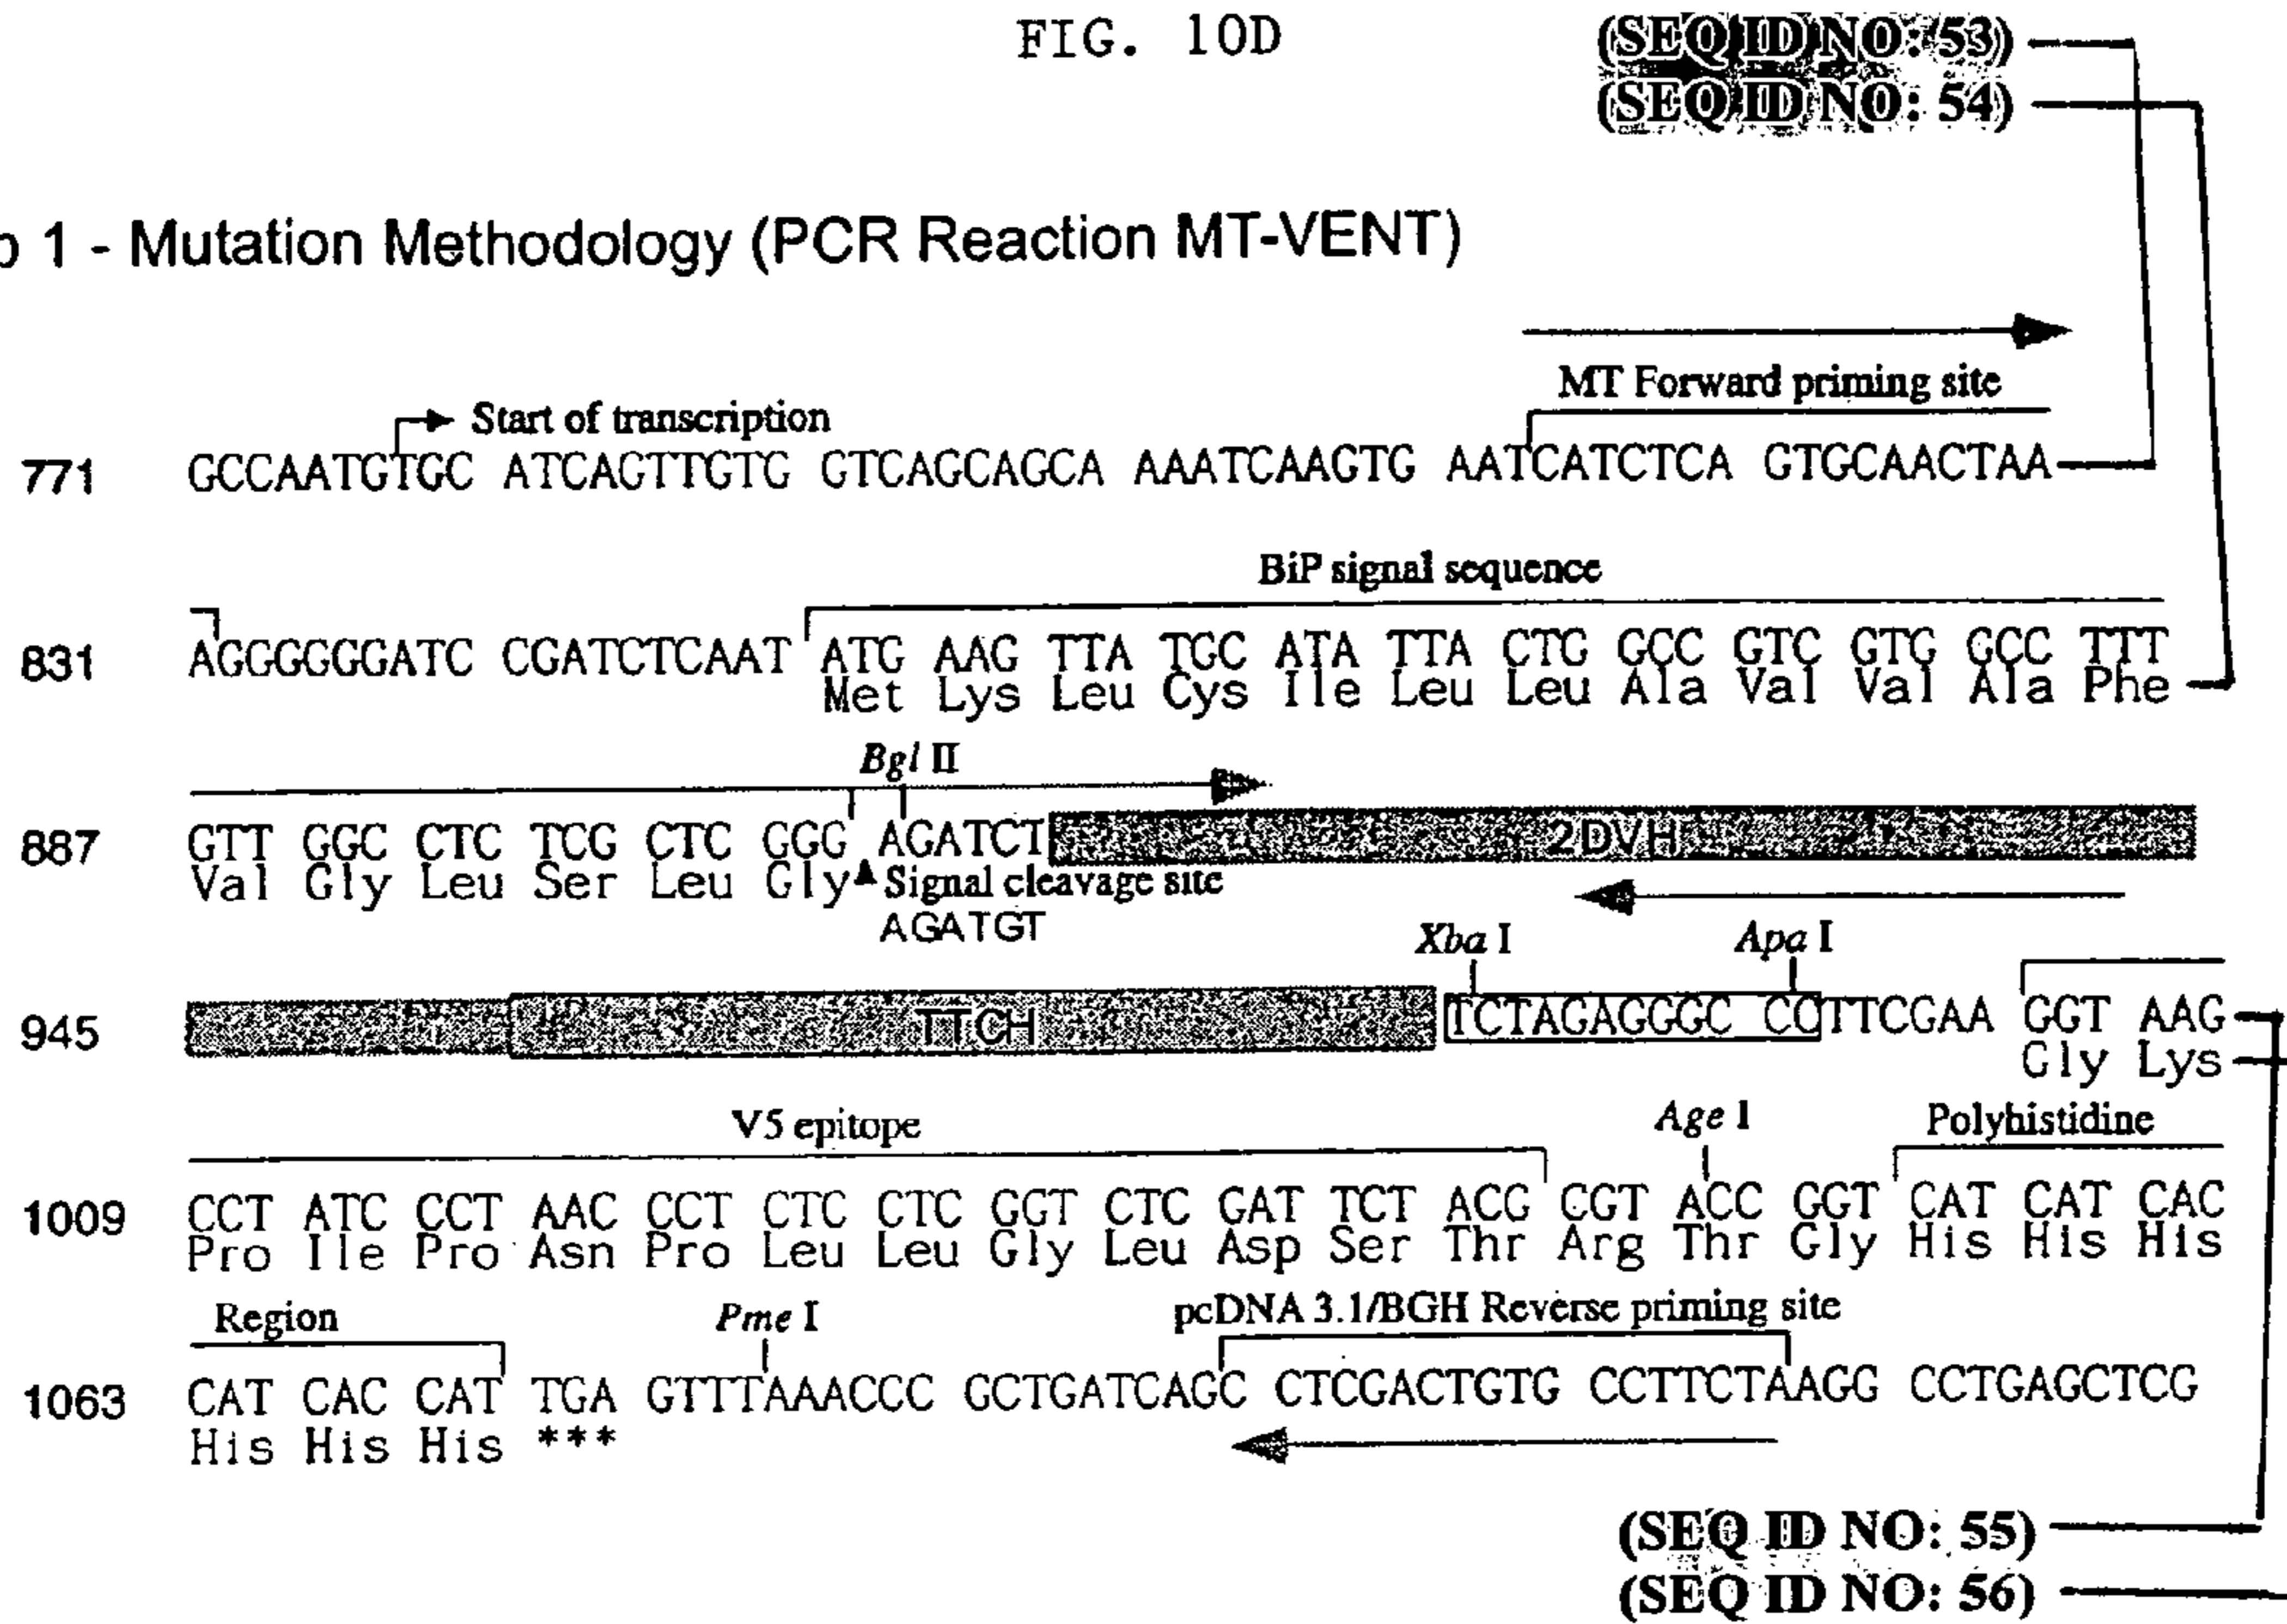 FIG. 10D
(SEQ ID NO: 53)
(SEQ ID NO: 54)
p 1 - Mutation Methodology (PCR Reaction MT-VENT)
MT Forward priming site
Start of transcription
771 GCCAATGTGC ATCAGTTGTG GTCAGCAGCA AAATCAAGTG AATCATCTCA GTGCAACTAA
BiP signal sequence
831 AGGGGGGATC CGATCTCAAT ATG AAG TTA TGC ATA TTA CTG GCC GTC GTG GCC TTT
Met Lys Leu Cys Ile Leu Leu Ala Val Val Ala Phe
Bgl II
887 GTT GGC CTC TCG CTC GGG AGATCT 2DVH
Val Gly Leu Ser Leu Gly Signal cleavage site
AGATGT
Xba I Apa I
945 TTCH TCTAGAGGGC CCTTCGAA GGT AAG
Gly Lys
V5 epitope Age I Polyhistidine
1009 CCT ATC CCT AAC CCT CTC CTC GGT CTC GAT TCT ACG CGT ACC GGT CAT CAT CAC
Pro Ile Pro Asn Pro Leu Leu Gly Leu Asp Ser Thr Arg Thr Gly His His His
Region Pme I pcDNA 3.1/BGH Reverse priming site
1063 CAT CAC CAT TGA GTTTAAACCC GCTGATCAGC CTCGACTGTG CCTTCTAAGG CCTGAGCTCG
His His His ***
(SEQ ID NO: 55)
(SEQ ID NO: 56)